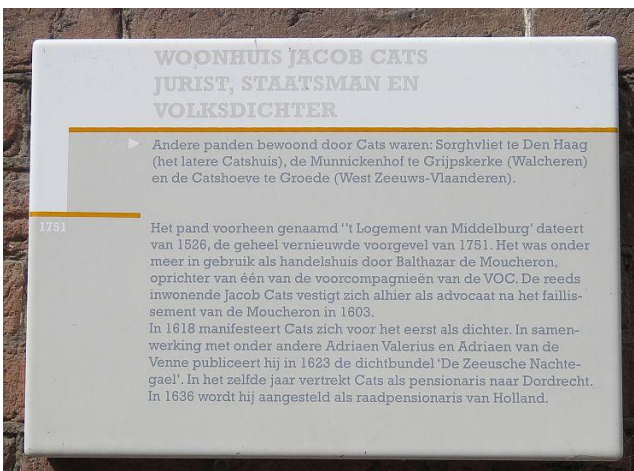 WOONHUIS JACOB CATS
JURIST, STAATSMAN EN
VOLKSDICHTER
Andere panden bewoond door Cats waren: Sorghvliet te Den Haag
(het latere Catshuis), de Munnickenhof te Grijpskerke (Walcheren)
en de Catshoeve te Groede (West Zeeuws-Vlaanderen).
1751
Het pand voorheen genaamd ''t Logement van Middelburg' dateert
van 1526, de geheel vernieuwde voorgevel van 1751. Het was onder
meer in gebruik als handelshuis door Balthazar de Moucheron,
oprichter van één van de voorcompagnieën van de VOC. De reeds
inwonende Jacob Cats vestigt zich alhier als advocaat na het faillis-
sement van de Moucheron in 1603.
In 1618 manifesteert Cats zich voor het eerst als dichter. In samen-
werking met onder andere Adriaen Valerius en Adriaen van de
Venne publiceert hij in 1623 de dichtbundel 'De Zeeusche Nachte-
gael'. In het zelfde jaar vertrekt Cats als pensionaris naar Dordrecht.
In 1636 wordt hij aangesteld als raadpensionaris van Holland.